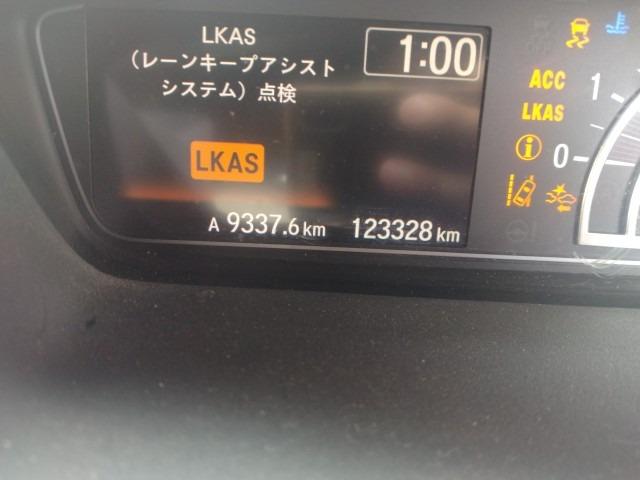 LKAS
(レーンキープアシスト
システム) 点検
1:00
LKAS
A 9337.6 km 123328 km
ACC
LKAS
1
0